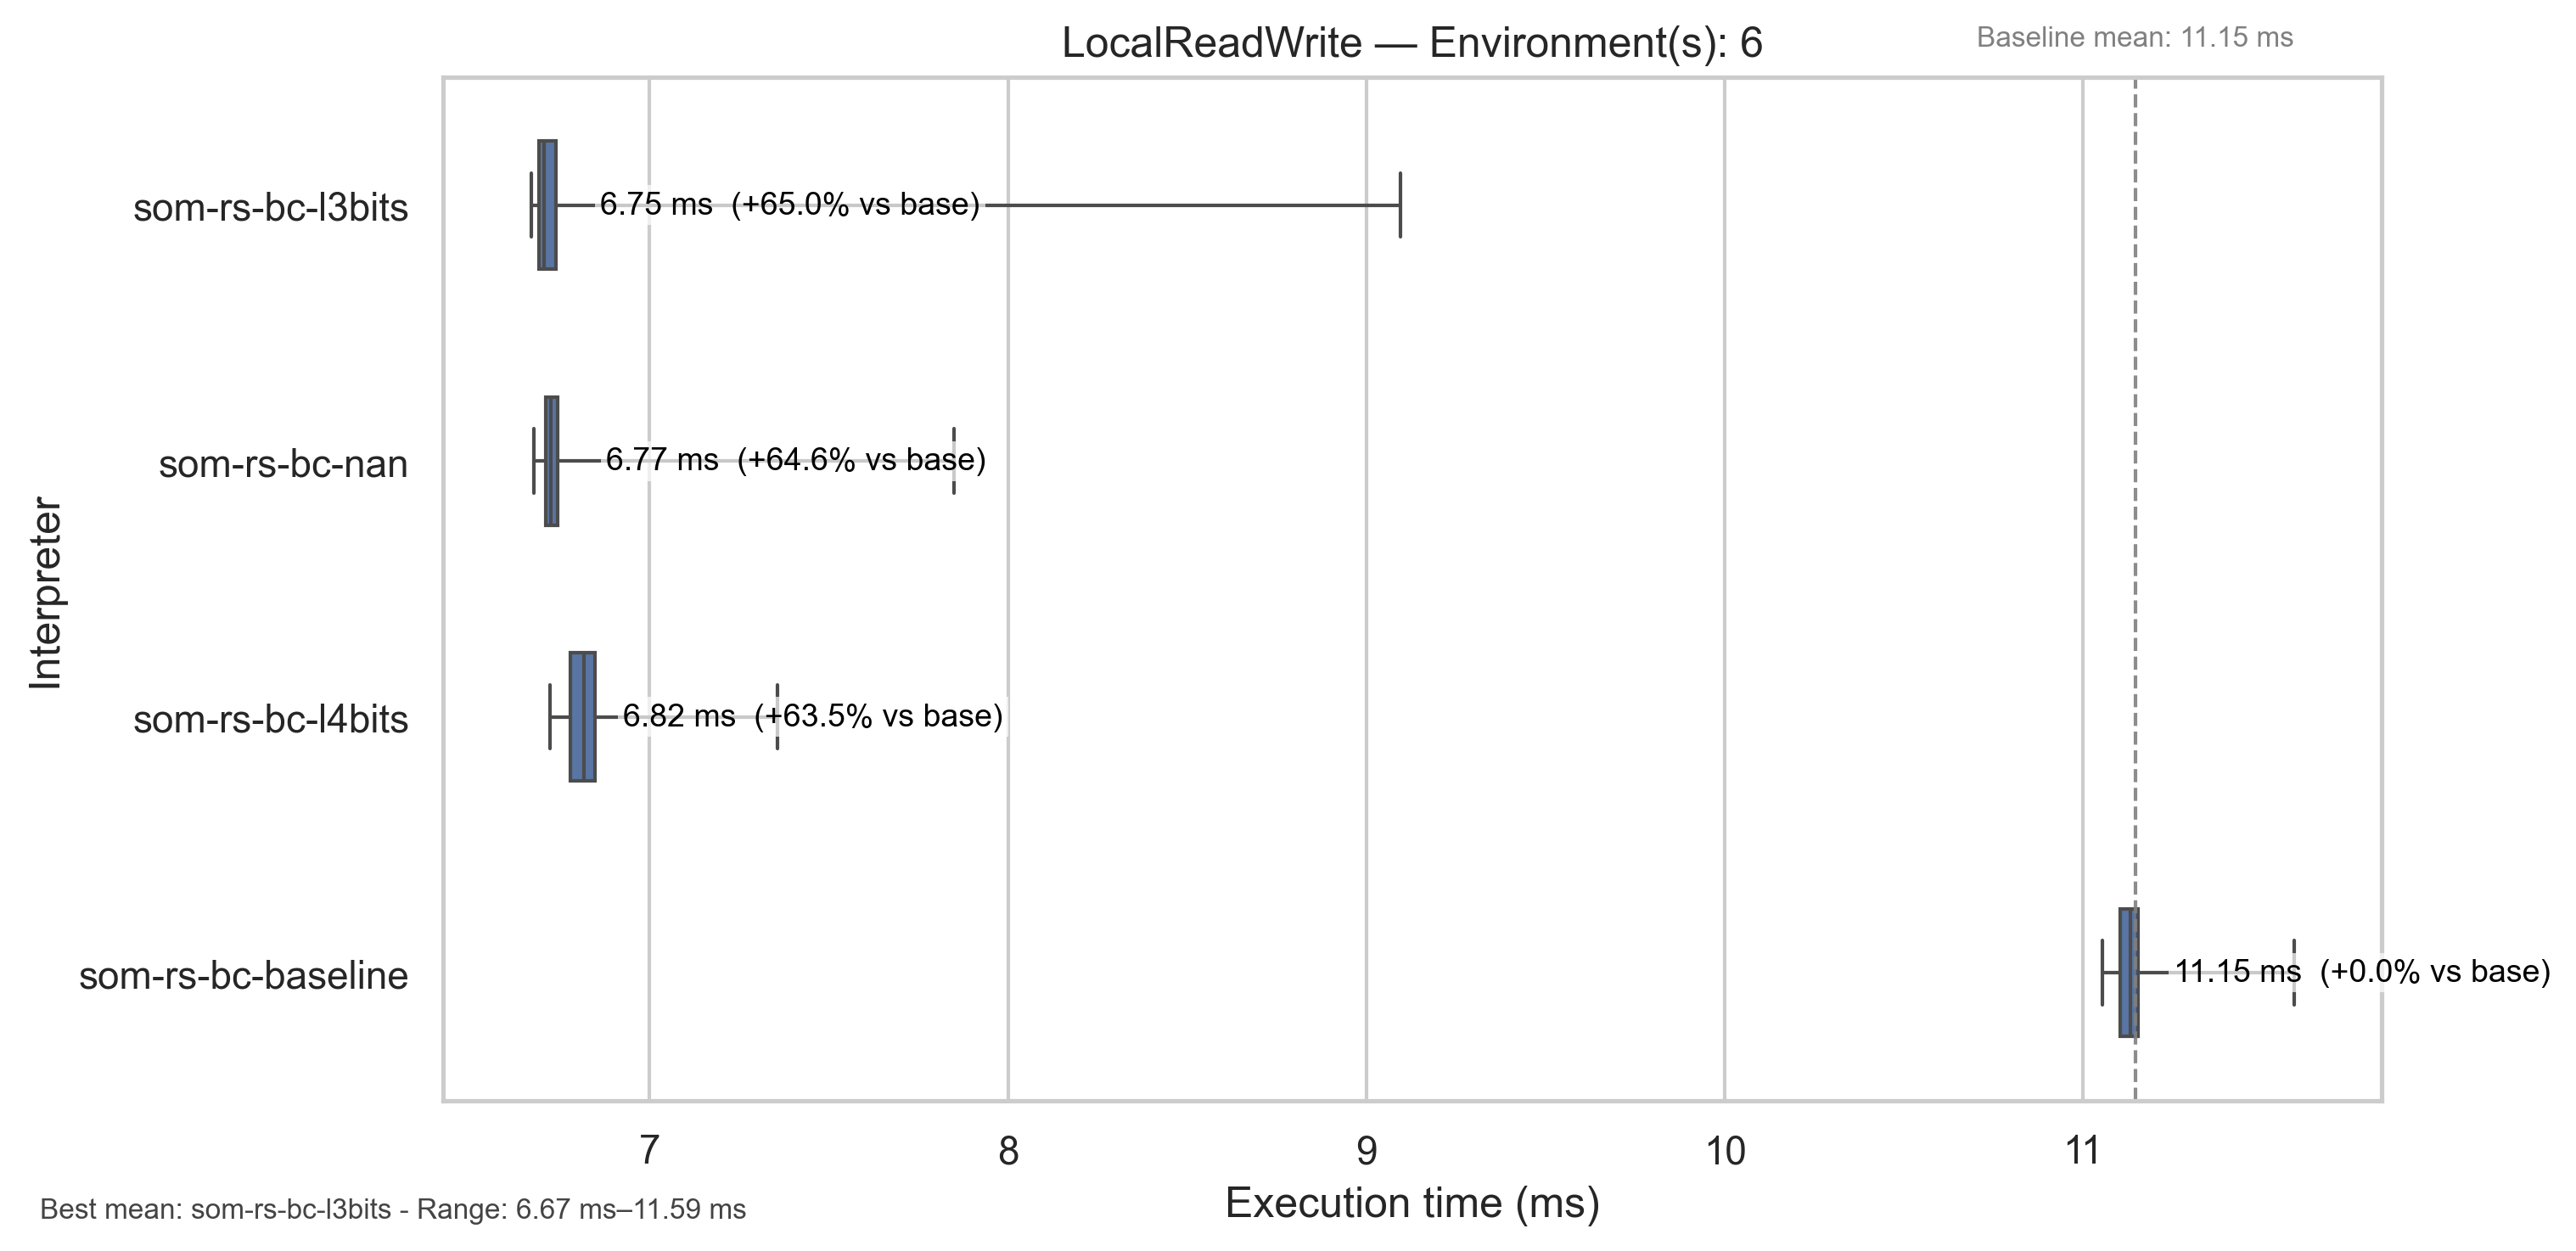 LocalReadWrite — Environment(s): 6
Baseline mean: 11.15 ms
Interpreter
som-rs-bc-l3bits
6.75 ms (+65.0% vs base)
som-rs-bc-nan
6.77 ms (+64.6% vs base)
som-rs-bc-l4bits
6.82 ms (+63.5% vs base)
som-rs-bc-baseline
11.15 ms (+0.0% vs base)
7 8 9 10 11
Execution time (ms)
Best mean: som-rs-bc-l3bits - Range: 6.67 ms–11.59 ms